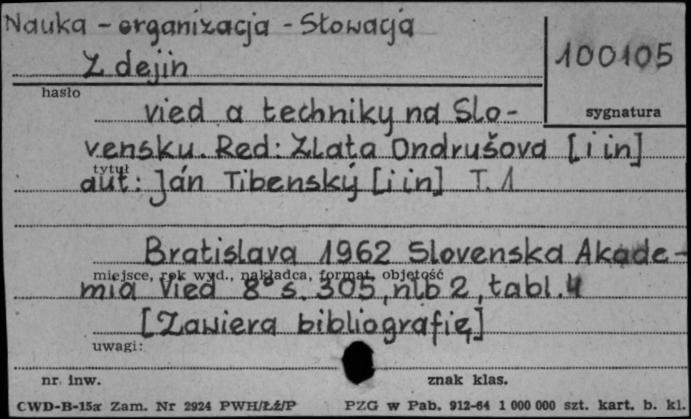 Nauka - organizacja - Słowacja
100105
Z dejin
hasło
vied a techniky na Slo-
sygnatura
vensku. Red: Zlata Ondrušova [i in]
tytuł
aut: Ján Tibenský [i in] T. 1
Bratislava 1962 Slovenska Akade-
miejsce, rok wyd., nakładca, format, objętość
mia Vied 8° s. 305, nlb 2, tabl. 4
[Zawiera bibliografię]
uwagi:
nr. inw.
znak klas.
CWD-B-15a Zam. Nr 2924 PWH/Łź/P PZG w Pab. 912-64 1 000 000 szt. kart. b. kl.